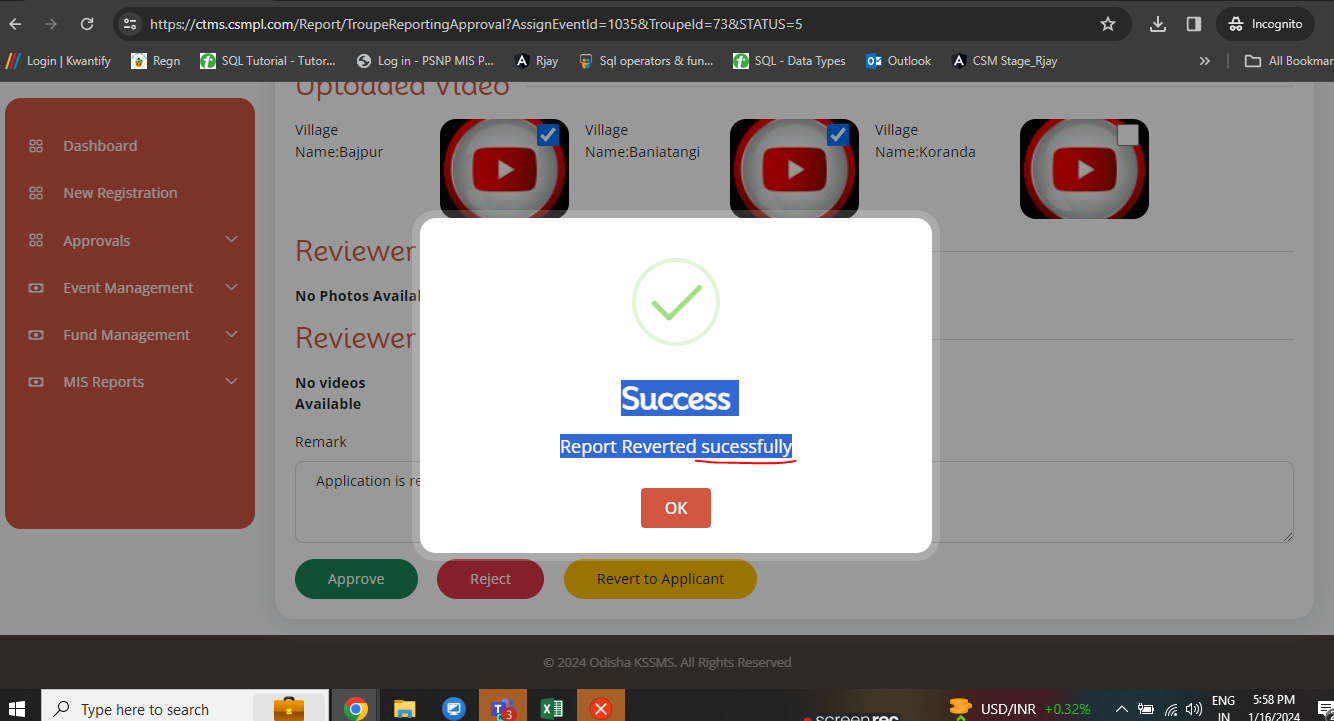 https://ctms.csmpl.com/Report/TroupeReportingApproval?AssignEventId=1035&TroupeId=73&STATUS=5
Incognito
Login | Kwantify
Regn
SQL Tutorial - Tutor...
Log in - PSNP MIS P...
Rjay
Sql operators & fun...
SQL - Data Types
Outlook
CSM Stage_Rjay
»
All Bookmar
Uploaded Video
Dashboard
New Registration
Approvals
Event Management
Fund Management
MIS Reports
Village
Name:Bajpur
Village
Name:Baniatangi
Village
Name:Koranda
Reviewer
No Photos Availa
Reviewer
No videos
Available
Remark
Application is re
Success
Report Reverted sucessfully
OK
Approve
Reject
Revert to Applicant
© 2024 Odisha KSSMS. All Rights Reserved
Type here to search
3
screenrec
USD/INR +0.32%
ENG
IN
5:58 PM
1/16/2024